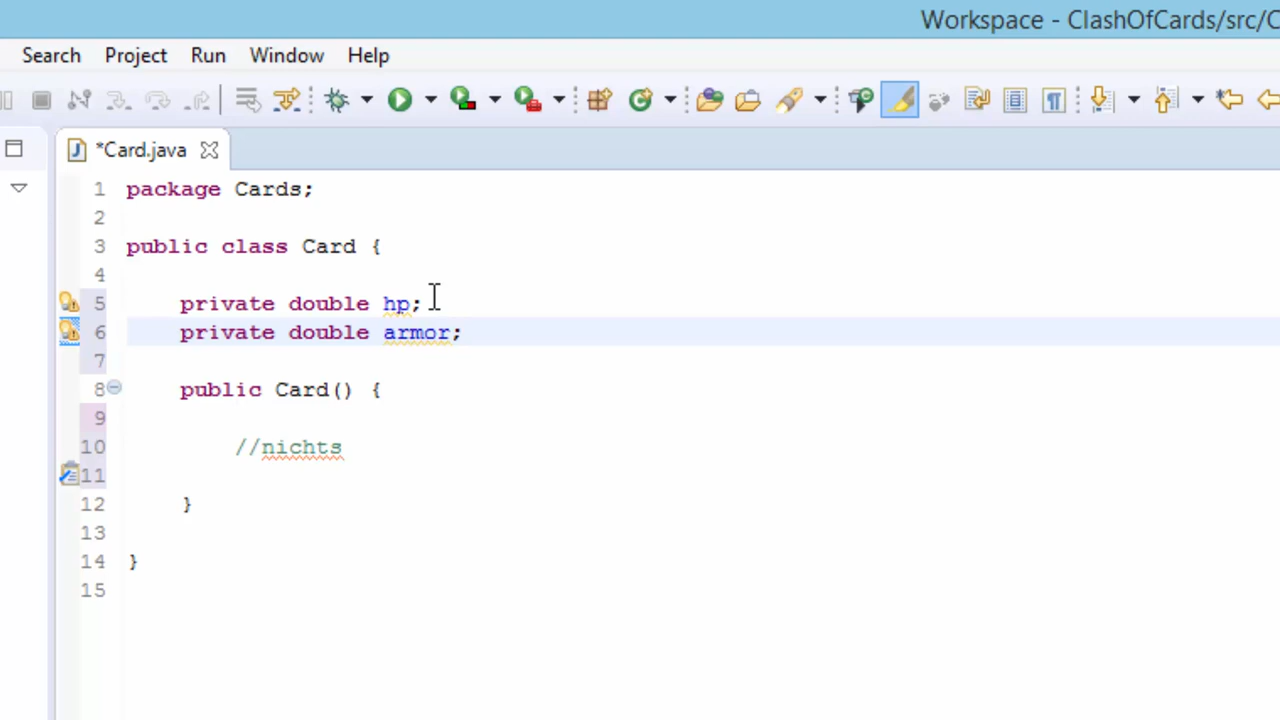 Workspace - ClashOfCards/src/C
Search Project Run Window Help
*Card.java
1 package Cards;
2
3 public class Card {
4
5 private double hp;
6 private double armor;
7
8 public Card() {
9
10 //nichts
11
12 }
13
14 }
15